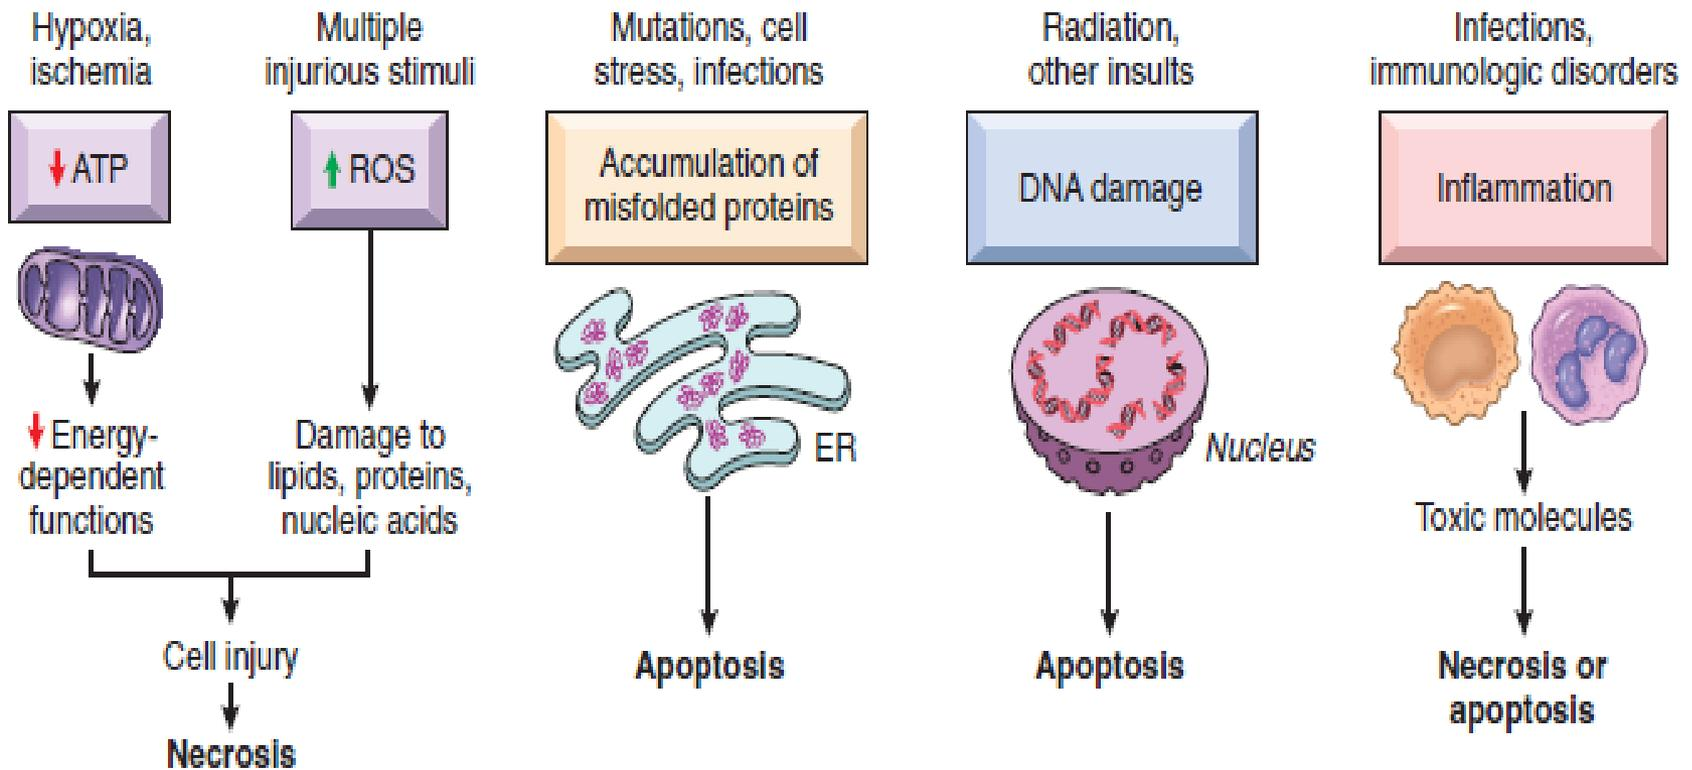 Hypoxia,
ischemia
↓ ATP
↓ Energy-
dependent
functions
Multiple
injurious stimuli
↑ ROS
Damage to
lipids, proteins,
nucleic acids
Cell injury
Necrosis
Mutations, cell
stress, infections
Accumulation of
misfolded proteins
ER
Apoptosis
Radiation,
other insults
DNA damage
Nucleus
Apoptosis
Infections,
immunologic disorders
Inflammation
Toxic molecules
Necrosis or
apoptosis